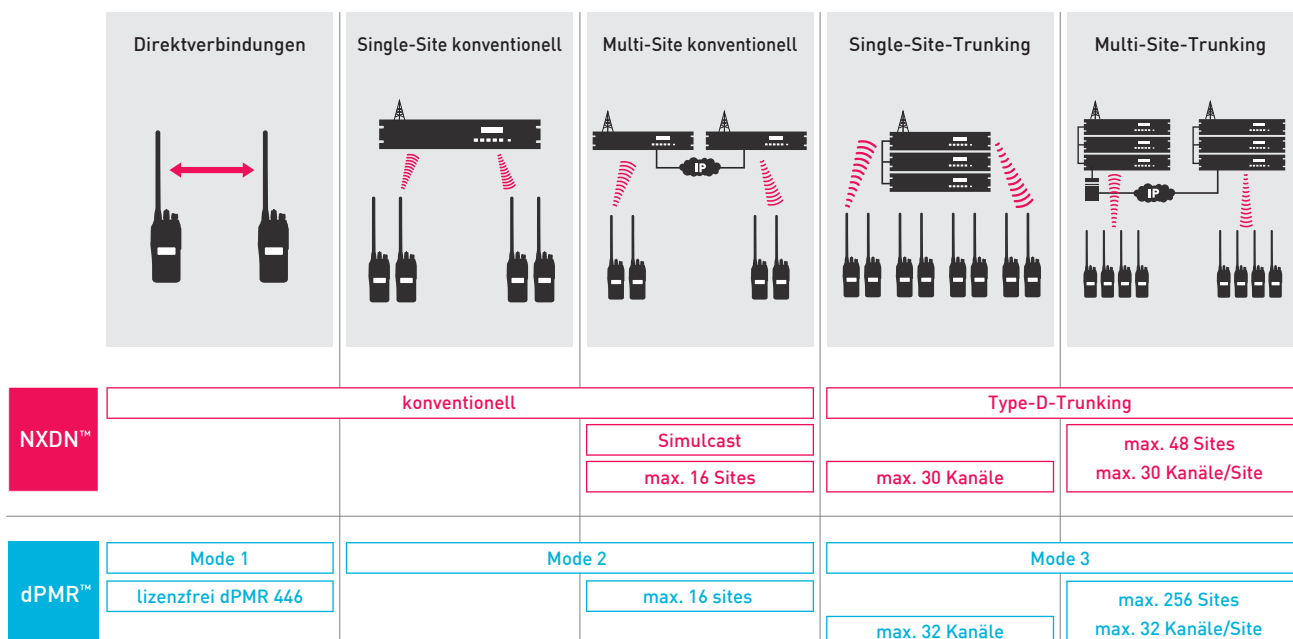 Direktverbindungen
Single-Site konventionell
Multi-Site konventionell
Single-Site-Trunking
Multi-Site-Trunking
IP
IP
NXDN™
konventionell
Type-D-Trunking
Simulcast
max. 16 Sites
max. 30 Kanäle
max. 48 Sites
max. 30 Kanäle/Site
dPMR™
Mode 1
Mode 2
Mode 3
lizenzfrei dPMR 446
max. 16 sites
max. 32 Kanäle
max. 256 Sites
max. 32 Kanäle/Site